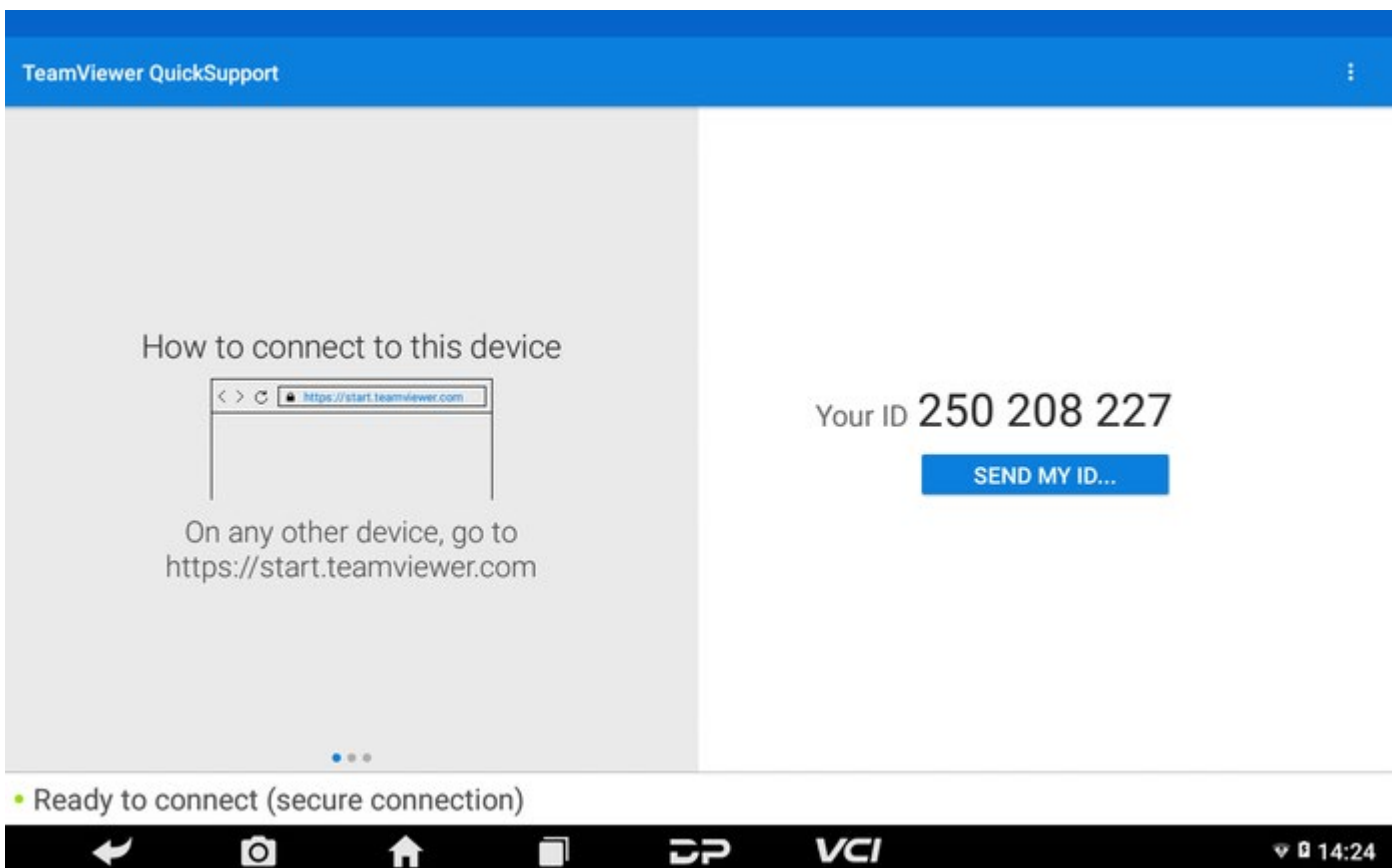 TeamViewer QuickSupport
How to connect to this device
https://start.teamviewer.com
On any other device, go to
https://start.teamviewer.com
Your ID 250 208 227
SEND MY ID...
Ready to connect (secure connection)
DP VCI 14:24